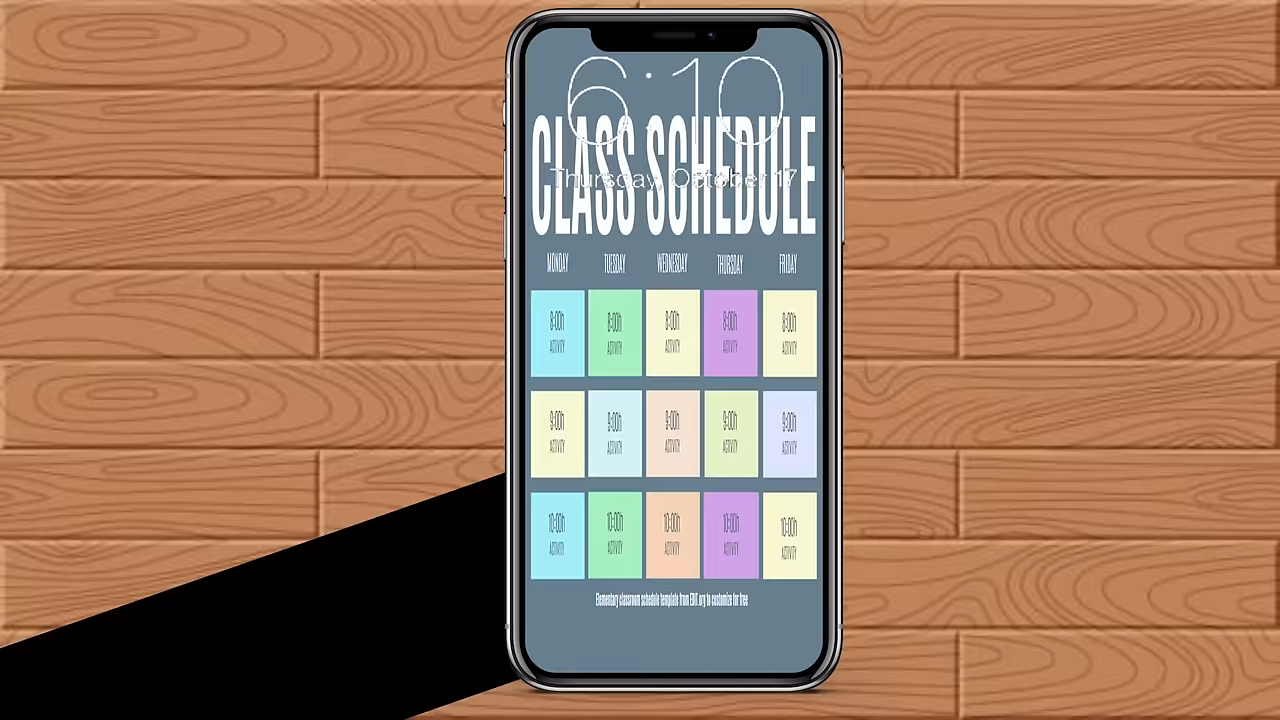 6:10
CLASS SCHEDULE
Thursday, October 17
MONDAY TUESDAY WEDNESDAY THURSDAY FRIDAY
8:00h 8:00h 8:00h 8:00h 8:00h
ACTIVITY ACTIVITY ACTIVITY ACTIVITY ACTIVITY
9:00h 9:00h 9:00h 9:00h 9:00h
ACTIVITY ACTIVITY ACTIVITY ACTIVITY ACTIVITY
10:00h 10:00h 10:00h 10:00h 10:00h
ACTIVITY ACTIVITY ACTIVITY ACTIVITY ACTIVITY
Elementary classroom schedule template from EDIT.org to customize for free